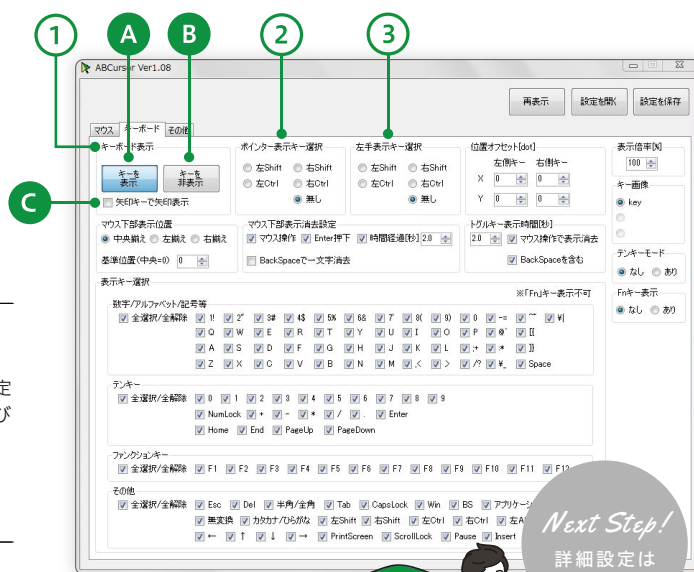 1 A B 2 3
ABCursor Ver1.08
再表示 設定を開く 設定を保存
マウス キーボード その他
キーボード表示 ポインター表示キー選択 左手表示キー選択 位置オフセット[dot] 表示倍率[%]
キーを表示 キーを非表示 左Shift 右Shift 左Shift 右Shift 左側キー 右側キー 100
左Ctrl 右Ctrl 左Ctrl 右Ctrl X 0 0 キー画像
C 矢印キーで矢印表示 無し 無し Y 0 0 key
マウス下部表示位置 マウス下部表示消去設定 トグルキー表示時間[秒]
中央揃え 左揃え 右揃え マウス操作 Enter押下 時間経過[秒] 2.0 2.0 マウス操作で表示消去 テンキーモード
基準位置(中央=0) 0 BackSpaceで一文字消去 BackSpaceを含む なし あり
表示キー選択 Fnキー表示
※「Fn」キー表示不可 なし あり
数字/アルファベット/記号等
全選択/全解除 1! 2" 3# 4$ 5% 6& 7' 8( 9) 0 -= ^~ ¥|
Q W E R T Y U I O P @` [{
A S D F G H J K L ;+ :* ]}
Z X C V B N M ,< .> /? ¥_ Space
テンキー
全選択/全解除 0 1 2 3 4 5 6 7 8 9
NumLock + - * / . Enter
Home End PageUp PageDown
ファンクションキー
全選択/全解除 F1 F2 F3 F4 F5 F6 F7 F8 F9 F10 F11 F12
その他
全選択/全解除 Esc Del 半角/全角 Tab CapsLock Win BS アプリケーシ
無変換 カタカナ/ひらがな 左Shift 右Shift 左Ctrl 右Ctrl 左A
← ↑ ↓ → PrintScreen ScrollLock Pause Insert
定
び
Next Step!
詳細設定は